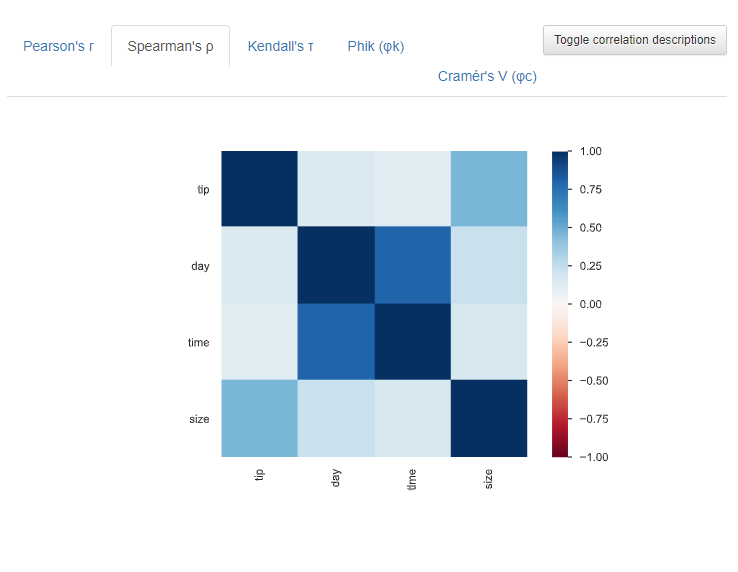 Pearson's r
Spearman's ρ
Kendall's τ
Phik (φk)
Toggle correlation descriptions
Cramér's V (φc)
tip
day
time
size
1.00
0.75
0.50
0.25
0.00
−0.25
−0.50
−0.75
−1.00
tip
day
time
size